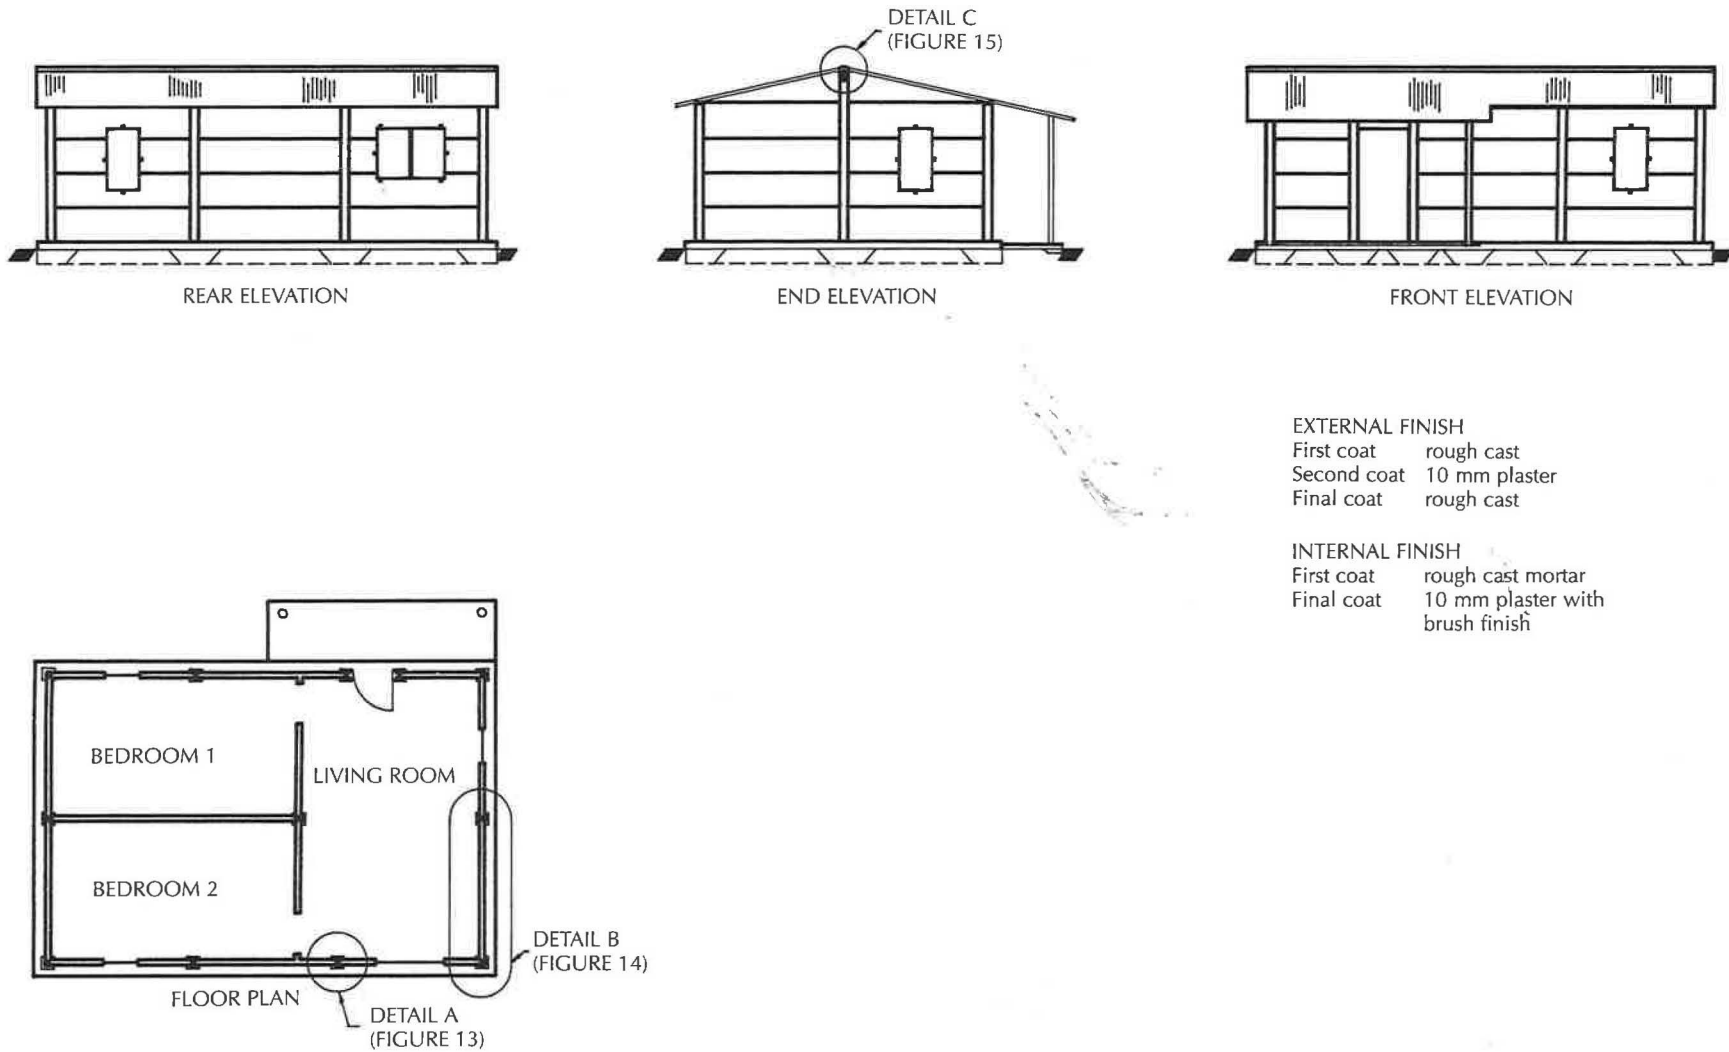 DETAIL C
(FIGURE 15)
REAR ELEVATION
END ELEVATION
FRONT ELEVATION
EXTERNAL FINISH
First coat rough cast
Second coat 10 mm plaster
Final coat rough cast
INTERNAL FINISH
First coat rough cast mortar
Final coat 10 mm plaster with
brush finish
BEDROOM 1
LIVING ROOM
BEDROOM 2
DETAIL B
(FIGURE 14)
FLOOR PLAN
DETAIL A
(FIGURE 13)